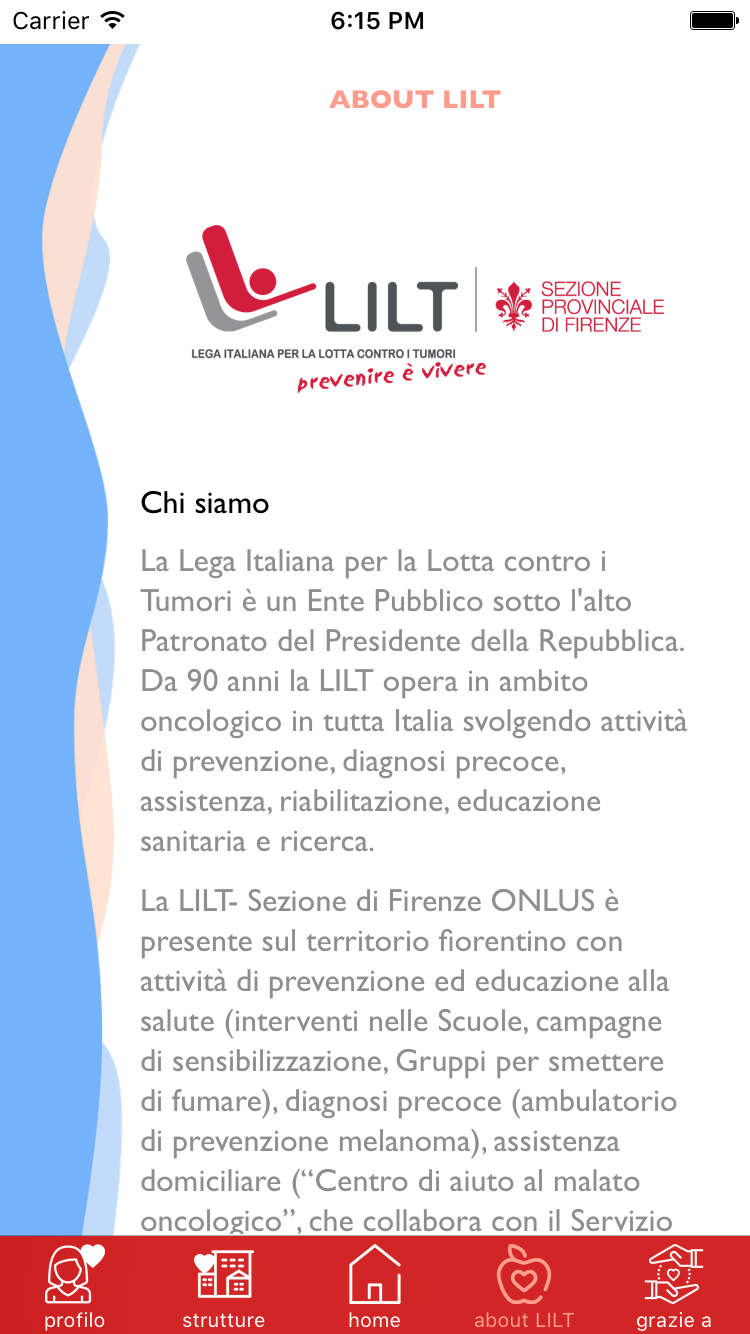 Carrier 6:15 PM
ABOUT LILT
LILT
SEZIONE
PROVINCIALE
DI FIRENZE
LEGA ITALIANA PER LA LOTTA CONTRO I TUMORI
prevenire è vivere
Chi siamo
La Lega Italiana per la Lotta contro i
Tumori è un Ente Pubblico sotto l'alto
Patronato del Presidente della Repubblica.
Da 90 anni la LILT opera in ambito
oncologico in tutta Italia svolgendo attività
di prevenzione, diagnosi precoce,
assistenza, riabilitazione, educazione
sanitaria e ricerca.
La LILT- Sezione di Firenze ONLUS è
presente sul territorio fiorentino con
attività di prevenzione ed educazione alla
salute (interventi nelle Scuole, campagne
di sensibilizzazione, Gruppi per smettere
di fumare), diagnosi precoce (ambulatorio
di prevenzione melanoma), assistenza
domiciliare (“Centro di aiuto al malato
oncologico”, che collabora con il Servizio
profilo strutture home about LILT grazie a